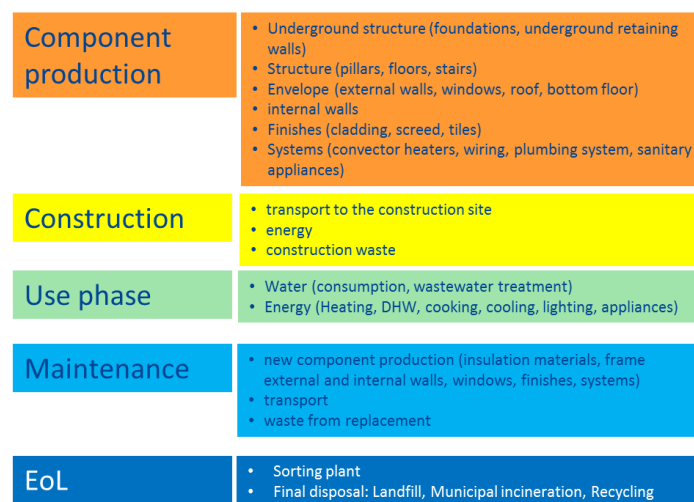 Component
production
• Underground structure (foundations, underground retaining
walls)
• Structure (pillars, floors, stairs)
• Envelope (external walls, windows, roof, bottom floor)
• internal walls
• Finishes (cladding, screed, tiles)
• Systems (convector heaters, wiring, plumbing system, sanitary
appliances)
Construction
• transport to the construction site
• energy
• construction waste
Use phase
• Water (consumption, wastewater treatment)
• Energy (Heating, DHW, cooking, cooling, lighting, appliances)
Maintenance
• new component production (insulation materials, frame
external and internal walls, windows, finishes, systems)
• transport
• waste from replacement
EoL
• Sorting plant
• Final disposal: Landfill, Municipal incineration, Recycling